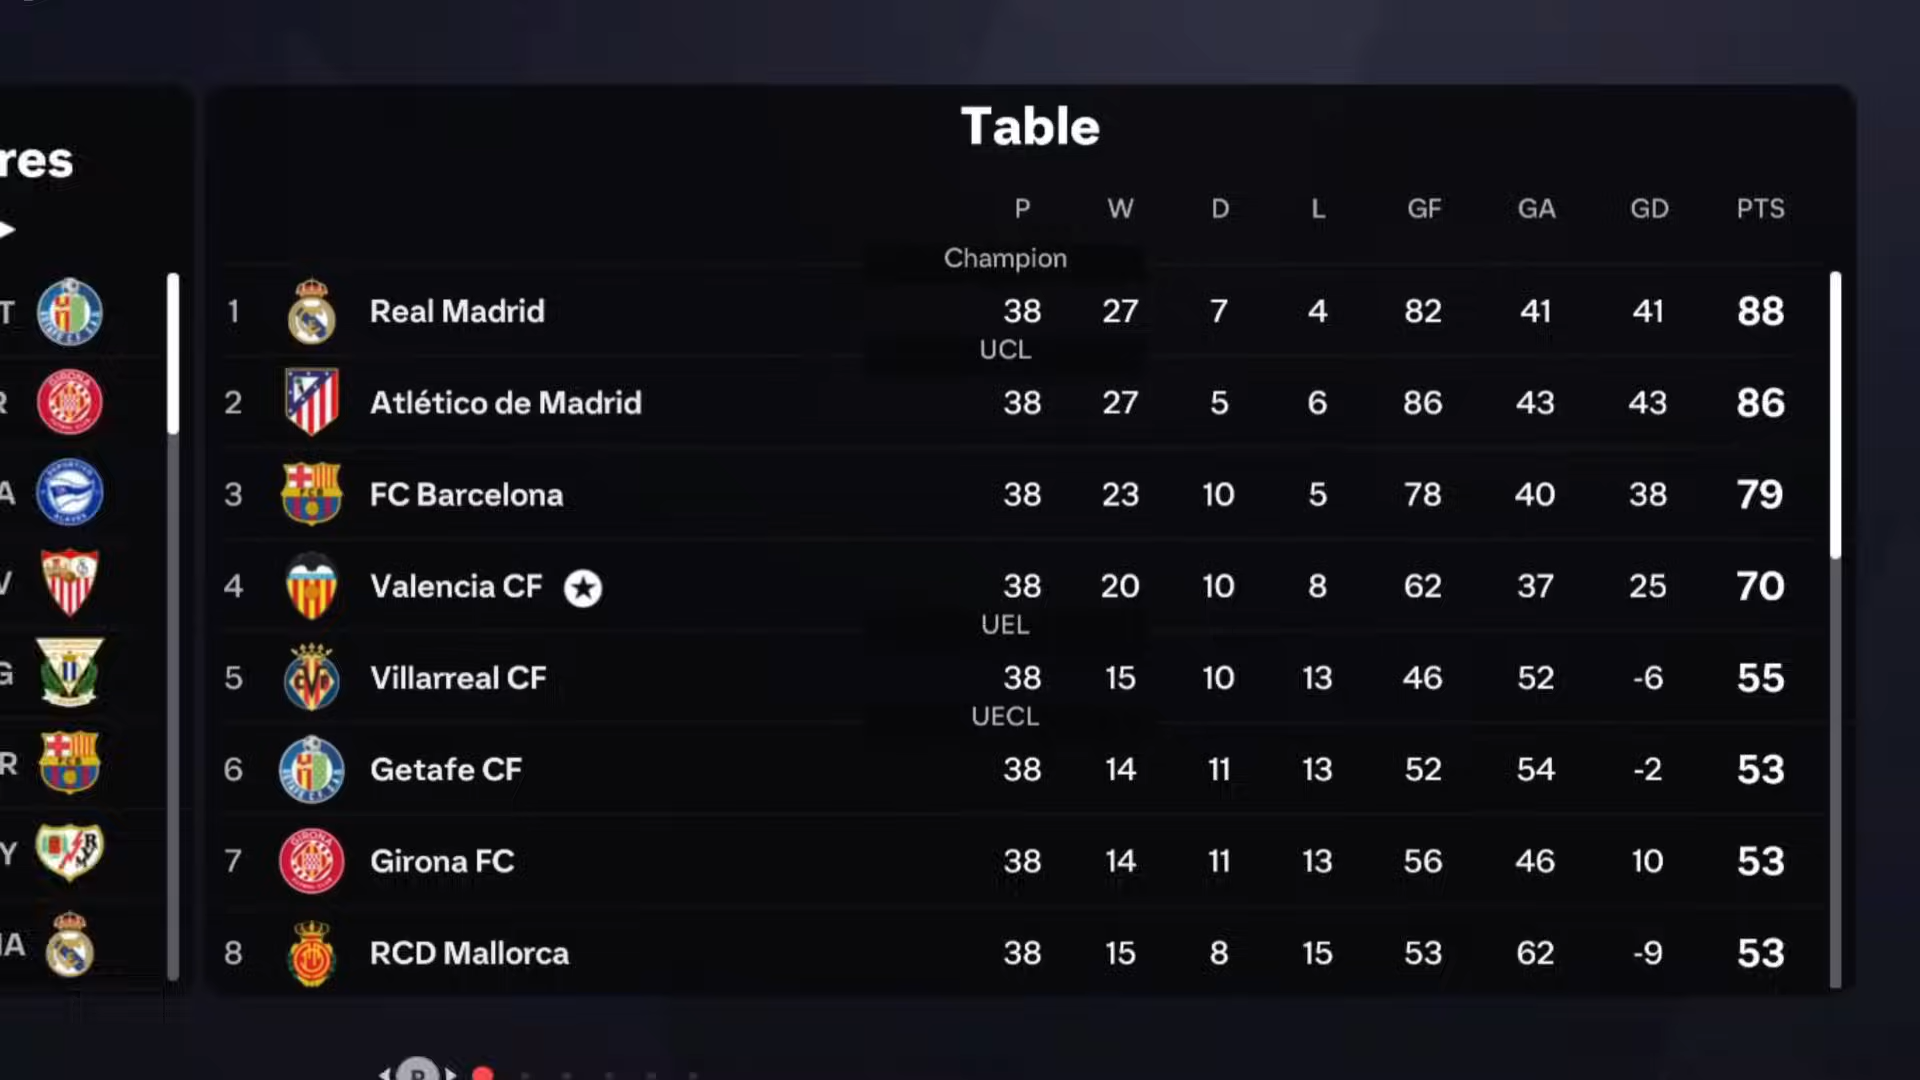 Table
res
P W D L GF GA GD PTS
Champion
1 Real Madrid 38 27 7 4 82 41 41 88
UCL
2 Atlético de Madrid 38 27 5 6 86 43 43 86
3 FC Barcelona 38 23 10 5 78 40 38 79
4 Valencia CF 38 20 10 8 62 37 25 70
UEL
5 Villarreal CF 38 15 10 13 46 52 -6 55
UECL
6 Getafe CF 38 14 11 13 52 54 -2 53
7 Girona FC 38 14 11 13 56 46 10 53
8 RCD Mallorca 38 15 8 15 53 62 -9 53
T
R
A
V
G
R
Y
IA
R